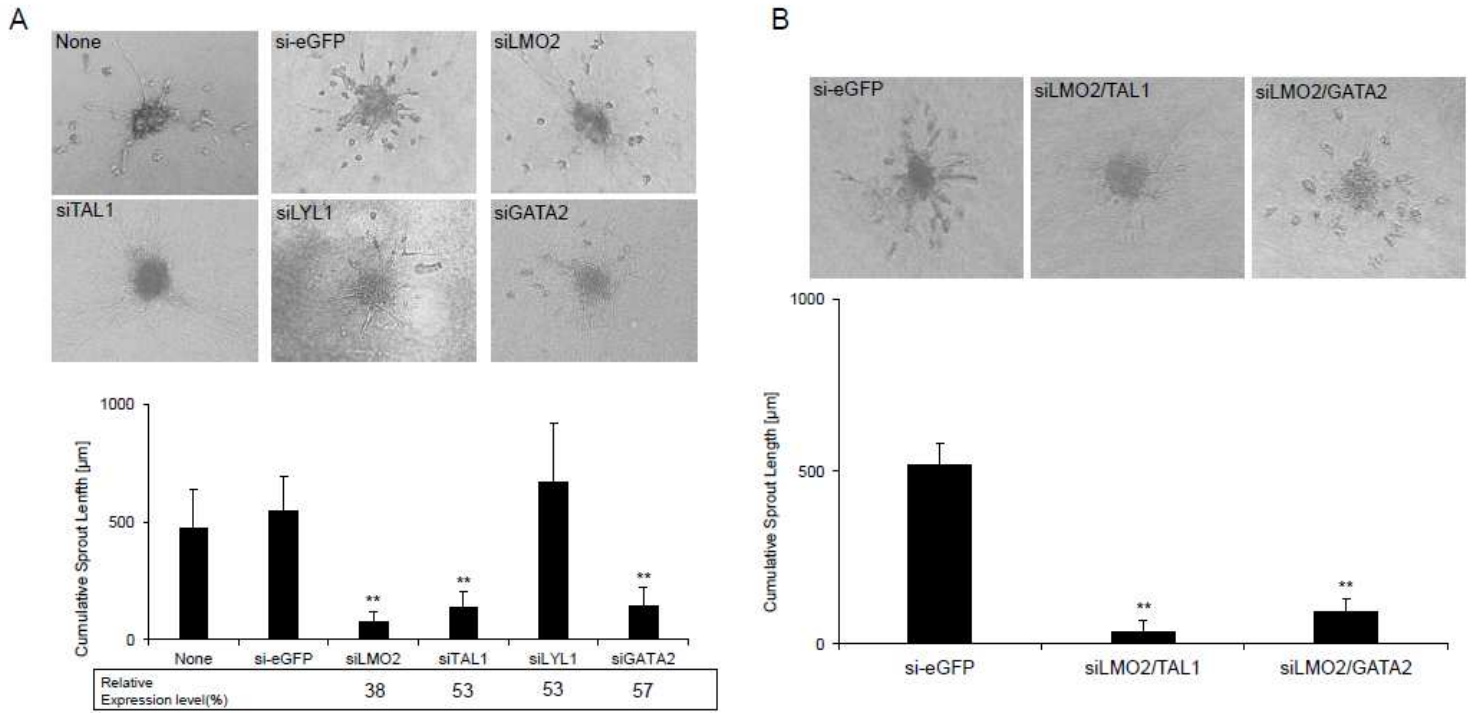 A
None
si-eGFP
siLMO2
siTAL1
siLYL1
siGATA2
1000
500
0
Cumulative Sprout Lenfth [µm]
**
**
**
None
si-eGFP
siLMO2
siTAL1
siLYL1
siGATA2
Relative
Expression level(%)
38
53
53
57
B
si-eGFP
siLMO2/TAL1
siLMO2/GATA2
1000
500
0
Cumulative Sprout Length [µm]
**
**
si-eGFP
siLMO2/TAL1
siLMO2/GATA2